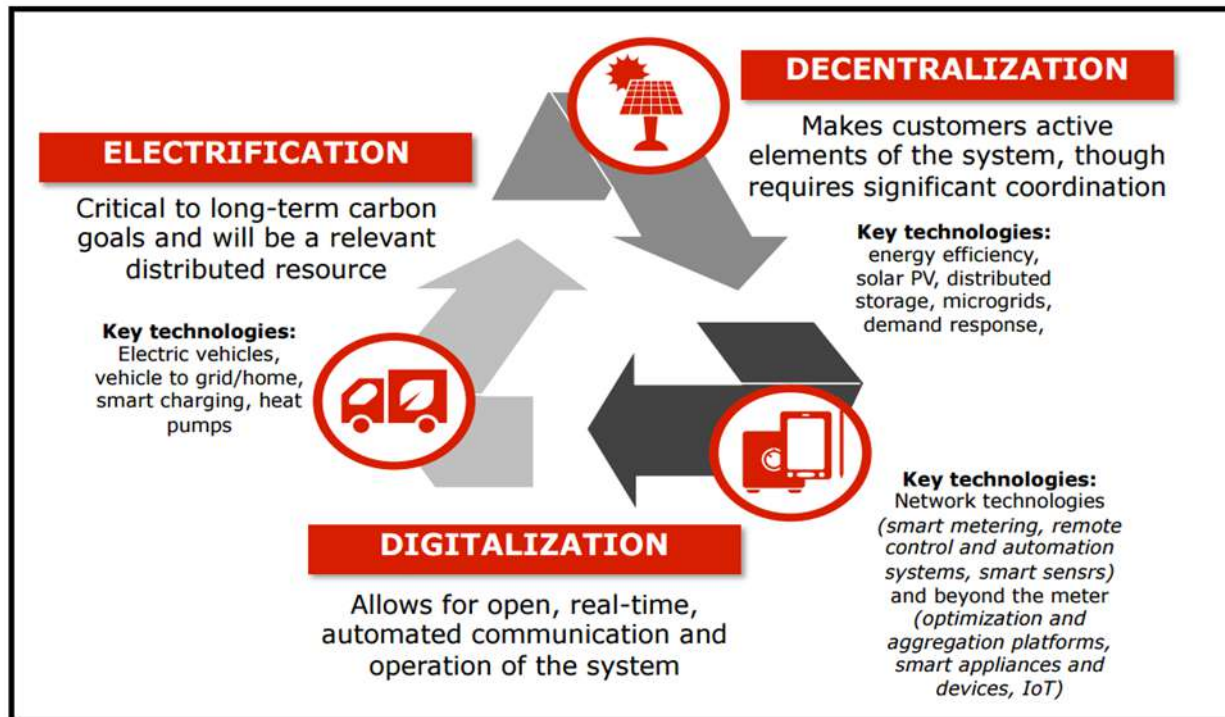 DECENTRALIZATION
Makes customers active
elements of the system, though
requires significant coordination
Key technologies:
energy efficiency,
solar PV, distributed
storage, microgrids,
demand response,
ELECTRIFICATION
Critical to long-term carbon
goals and will be a relevant
distributed resource
Key technologies:
Electric vehicles,
vehicle to grid/home,
smart charging, heat
pumps
DIGITALIZATION
Allows for open, real-time,
automated communication and
operation of the system
Key technologies:
Network technologies
(smart metering, remote
control and automation
systems, smart sensrs)
and beyond the meter
(optimization and
aggregation platforms,
smart appliances and
devices, IoT)